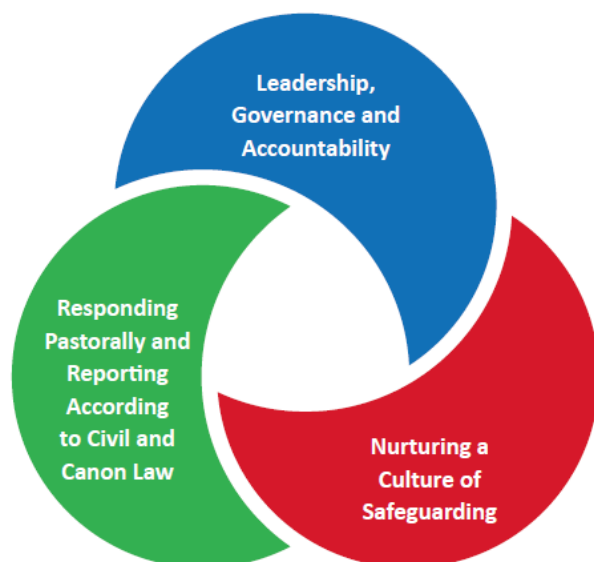 Leadership,
Governance and
Accountability
Responding
Pastorally and
Reporting
According
to Civil and
Canon Law
Nurturing a
Culture of
Safeguarding